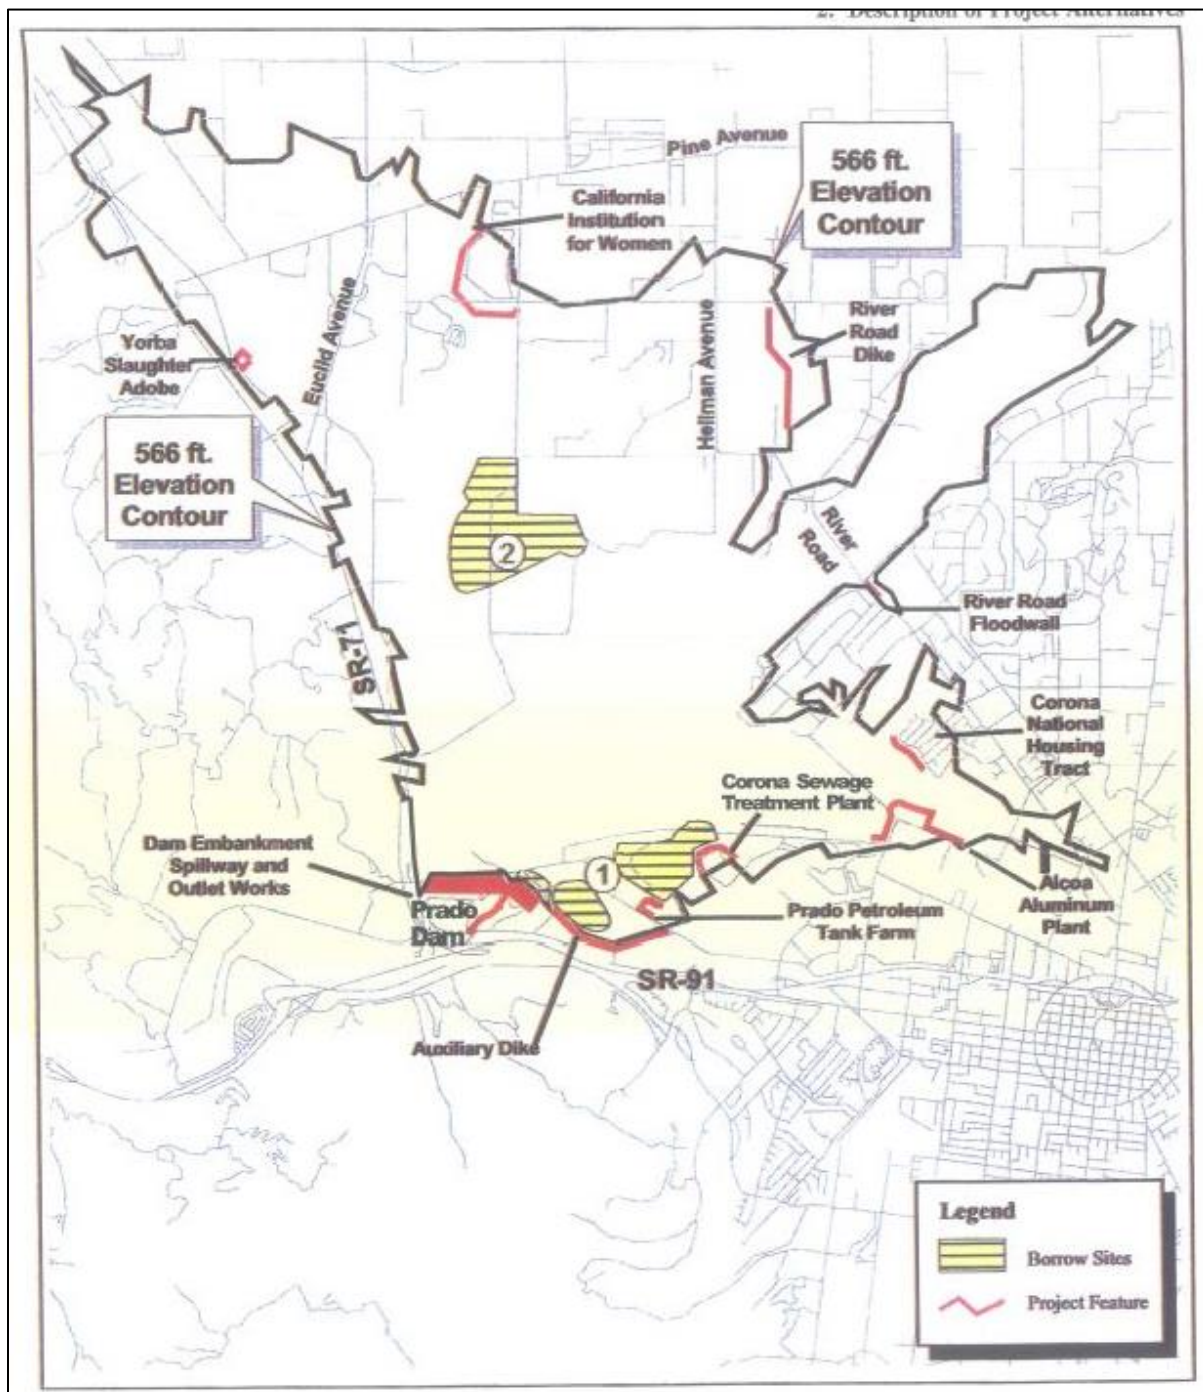 2. Description of Project Alternatives
Pine Avenue
566 ft.
Elevation
Contour
California
Institution
for Women
Euclid Avenue
Hellman Avenue
River
Road
Dike
Yorba
Slaughter
Adobe
566 ft.
Elevation
Contour
2
River
Road
River Road
Floodwall
SR-71
Corona
National
Housing
Tract
Corona Sewage
Treatment Plant
Dam Embankment
Spillway and
Outlet Works
1
Alcoa
Aluminum
Plant
Prado
Dam
Prado Petroleum
Tank Farm
SR-91
Auxiliary Dike
Legend
Borrow Sites
Project Feature